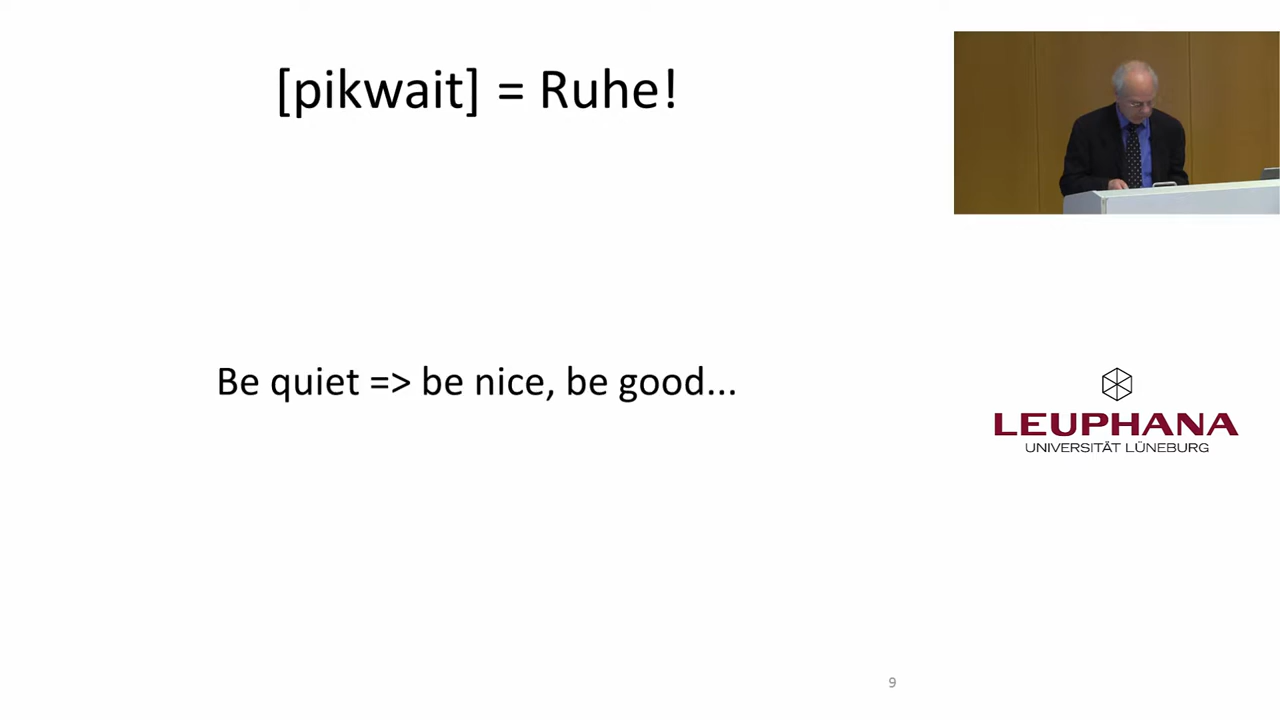 [pikwait] = Ruhe!
Be quiet => be nice, be good...
LEUPHANA
UNIVERSITÄT LÜNEBURG
9